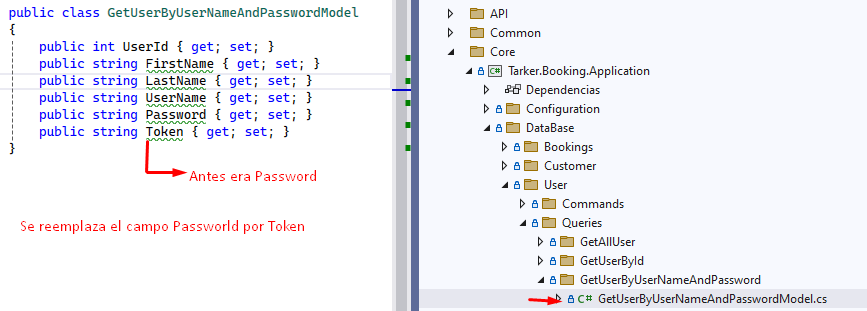 public class GetUserByUserNameAndPasswordModel
{
public int UserId { get; set; }
public string FirstName { get; set; }
public string LastName { get; set; }
public string UserName { get; set; }
public string Password { get; set; }
public string Token { get; set; }
}
Antes era Password
Se reemplaza el campo Passworld por Token
API
Common
Core
C# Tarker.Booking.Application
Dependencias
Configuration
DataBase
Bookings
Customer
User
Commands
Queries
GetAllUser
GetUserById
GetUserByUserNameAndPassword
C# GetUserByUserNameAndPasswordModel.cs